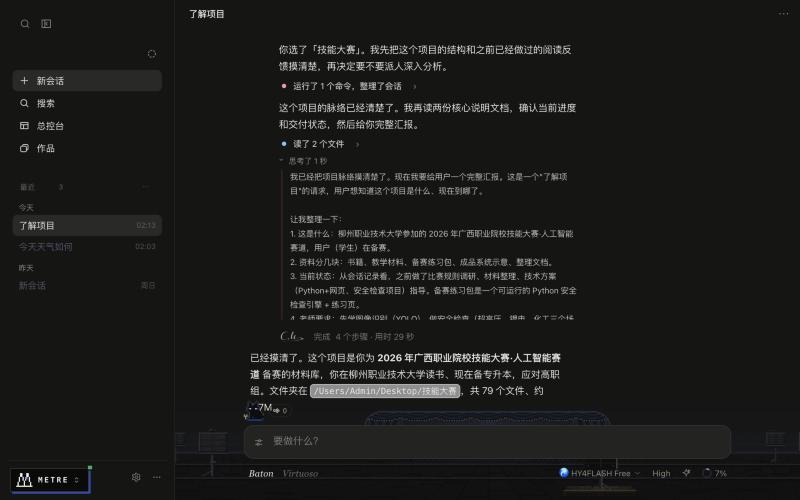 了解项目
新会话
搜索
总控台
作品
最近 3
今天
了解项目 02:13
今天天气如何 02:03
昨天
新会话 周日
METRE
你选了「技能大赛」。我先把这个项目的结构和之前已经做过的阅读反
馈摸清楚，再决定要不要派人深入分析。
运行了 1 个命令，整理了会话
这个项目的脉络已经清楚了。我再读两份核心说明文档，确认当前进度
和交付状态，然后给你完整汇报。
读了 2 个文件
思考了 1 秒
我已经把项目脉络摸清楚了。现在我要给用户一个完整汇报。这是一个"了解项
目"的请求，用户想知道这个项目是什么、现在到哪了。
让我整理一下：
1. 这是什么：柳州职业技术大学参加的 2026 年广西职业院校技能大赛·人工智能
赛道，用户（学生）在备赛。
2. 资料分几块：书籍、教学材料、备赛练习包、成品系统示意、整理文档。
3. 当前状态：从会话记录看，之前做了比赛规则调研、材料整理、技术方案
（Python+网页、安全检查项目）指导。备赛练习包是一个可运行的 Python 安全
检查引擎 + 练习页。
完成 4 个步骤 · 用时 29 秒
已经摸清了。这个项目是你为 2026 年广西职业院校技能大赛·人工智能赛
道 备赛的材料库，你在柳州职业技术大学读书、现在备专升本，应对高职
组。文件夹在 /Users/Admin/Desktop/技能大赛，共 79 个文件、约
7M
0
要做什么？
Baton Virtuoso
HY4FLASH Free High 7%